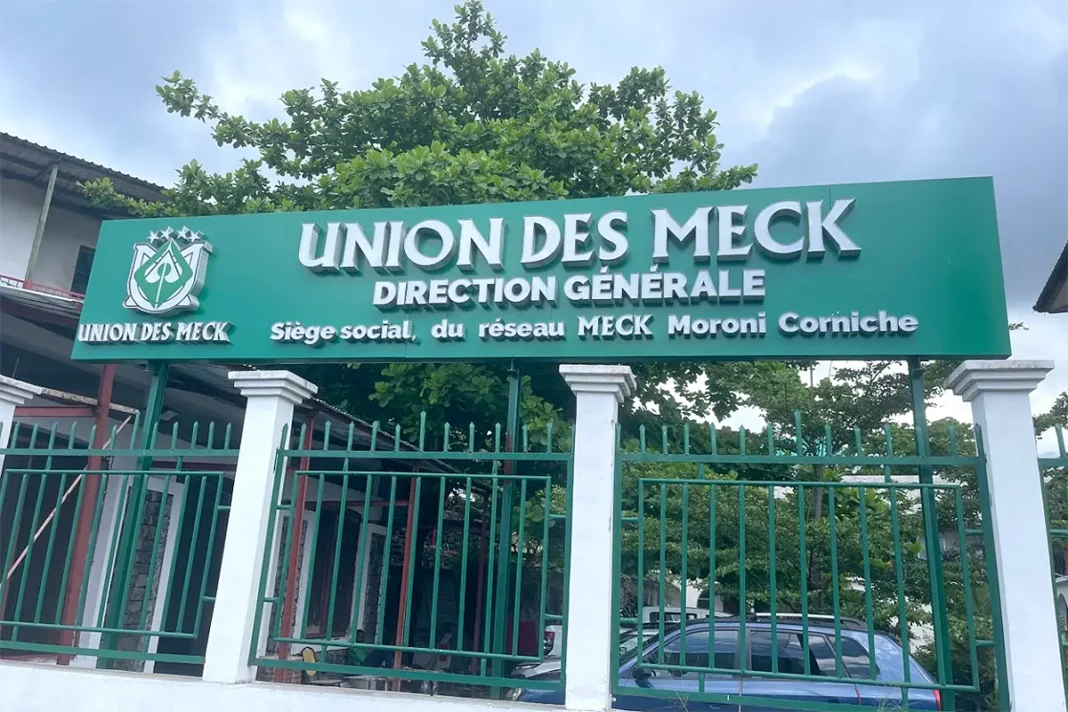 UNION DES MECK
DIRECTION GÉNÉRALE
Siège social, du réseau MECK Moroni Corniche
UNION DES MECK